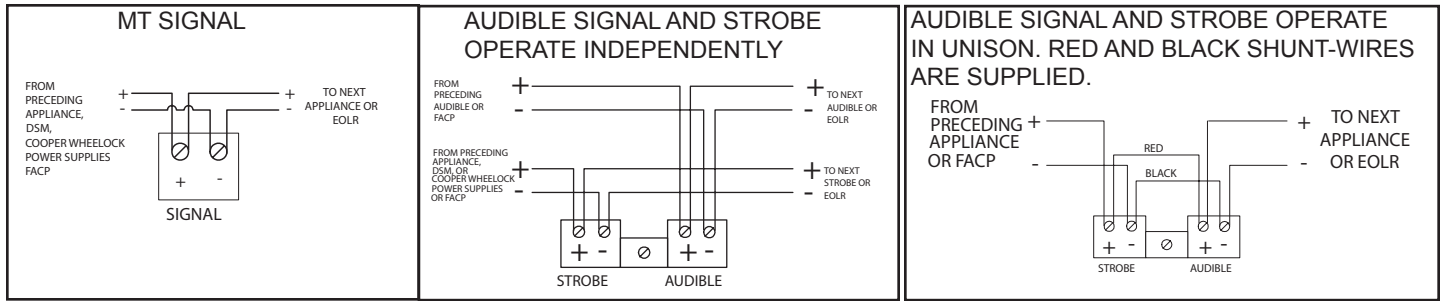 MT SIGNAL
FROM
PRECEDING
APPLIANCE,
DSM,
COOPER WHEELOCK
POWER SUPPLIES
FACP
+
-
+
-
TO NEXT
APPLIANCE OR
EOLR
+ -
SIGNAL
AUDIBLE SIGNAL AND STROBE
OPERATE INDEPENDENTLY
FROM
PRECEDING
AUDIBLE OR
FACP
+
-
+
-
TO NEXT
AUDIBLE OR
EOLR
FROM PRECEDING
APPLIANCE,
DSM, OR
COOPER WHEELOCK
POWER SUPPLIES
OR FACP
+
-
+
-
TO NEXT
STROBE OR
EOLR
+ - + -
STROBE AUDIBLE
AUDIBLE SIGNAL AND STROBE OPERATE
IN UNISON. RED AND BLACK SHUNT-WIRES
ARE SUPPLIED.
FROM
PRECEDING
APPLIANCE
OR FACP
+
-
RED
BLACK
+
-
TO NEXT
APPLIANCE
OR EOLR
+ - + -
STROBE AUDIBLE